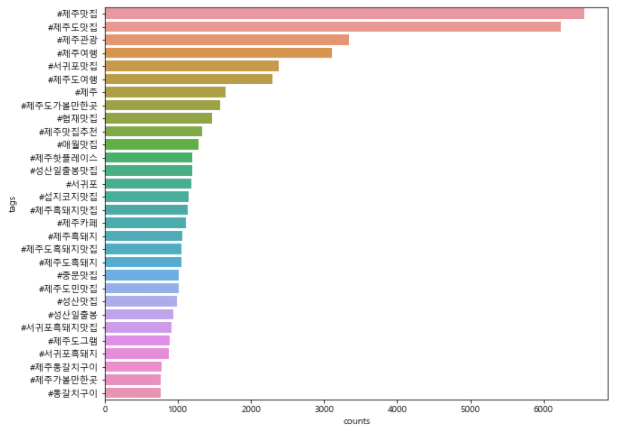 #제주맛집
#제주도맛집
#제주관광
#제주여행
#서귀포맛집
#제주도여행
#제주
#제주도가볼만한곳
#협재맛집
#제주맛집추천
#애월맛집
#제주핫플레이스
#성산일출봉맛집
#서귀포
#섭지코지맛집
#제주흑돼지맛집
#제주카페
#제주흑돼지
#제주도흑돼지맛집
#제주도흑돼지
#중문맛집
#제주도민맛집
#성산맛집
#성산일출봉
#서귀포흑돼지맛집
#제주도그램
#서귀포흑돼지
#제주통갈치구이
#제주가볼만한곳
#통갈치구이
tags
0 1000 2000 3000 4000 5000 6000
counts